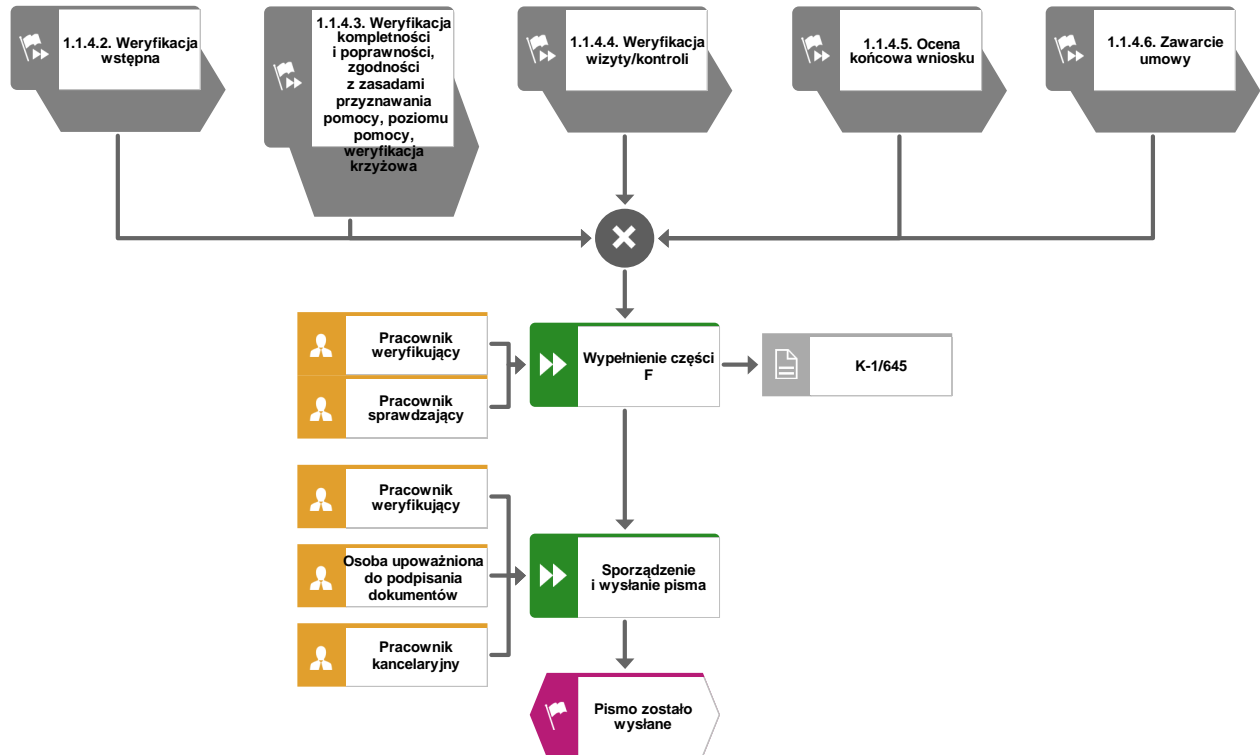 1.1.4.2. Weryfikacja
wstępna
1.1.4.3. Weryfikacja
kompletności
i poprawności,
zgodności
z zasadami
przyznawania
pomocy, poziomu
pomocy,
weryfikacja
krzyżowa
1.1.4.4. Weryfikacja
wizyty/kontroli
1.1.4.5. Ocena
końcowa wniosku
1.1.4.6. Zawarcie
umowy
Pracownik
weryfikujący
Pracownik
sprawdzający
Wypełnienie części
F
K-1/645
Pracownik
weryfikujący
Osoba upoważniona
do podpisania
dokumentów
Pracownik
kancelaryjny
Sporządzenie
i wysłanie pisma
Pismo zostało
wysłane